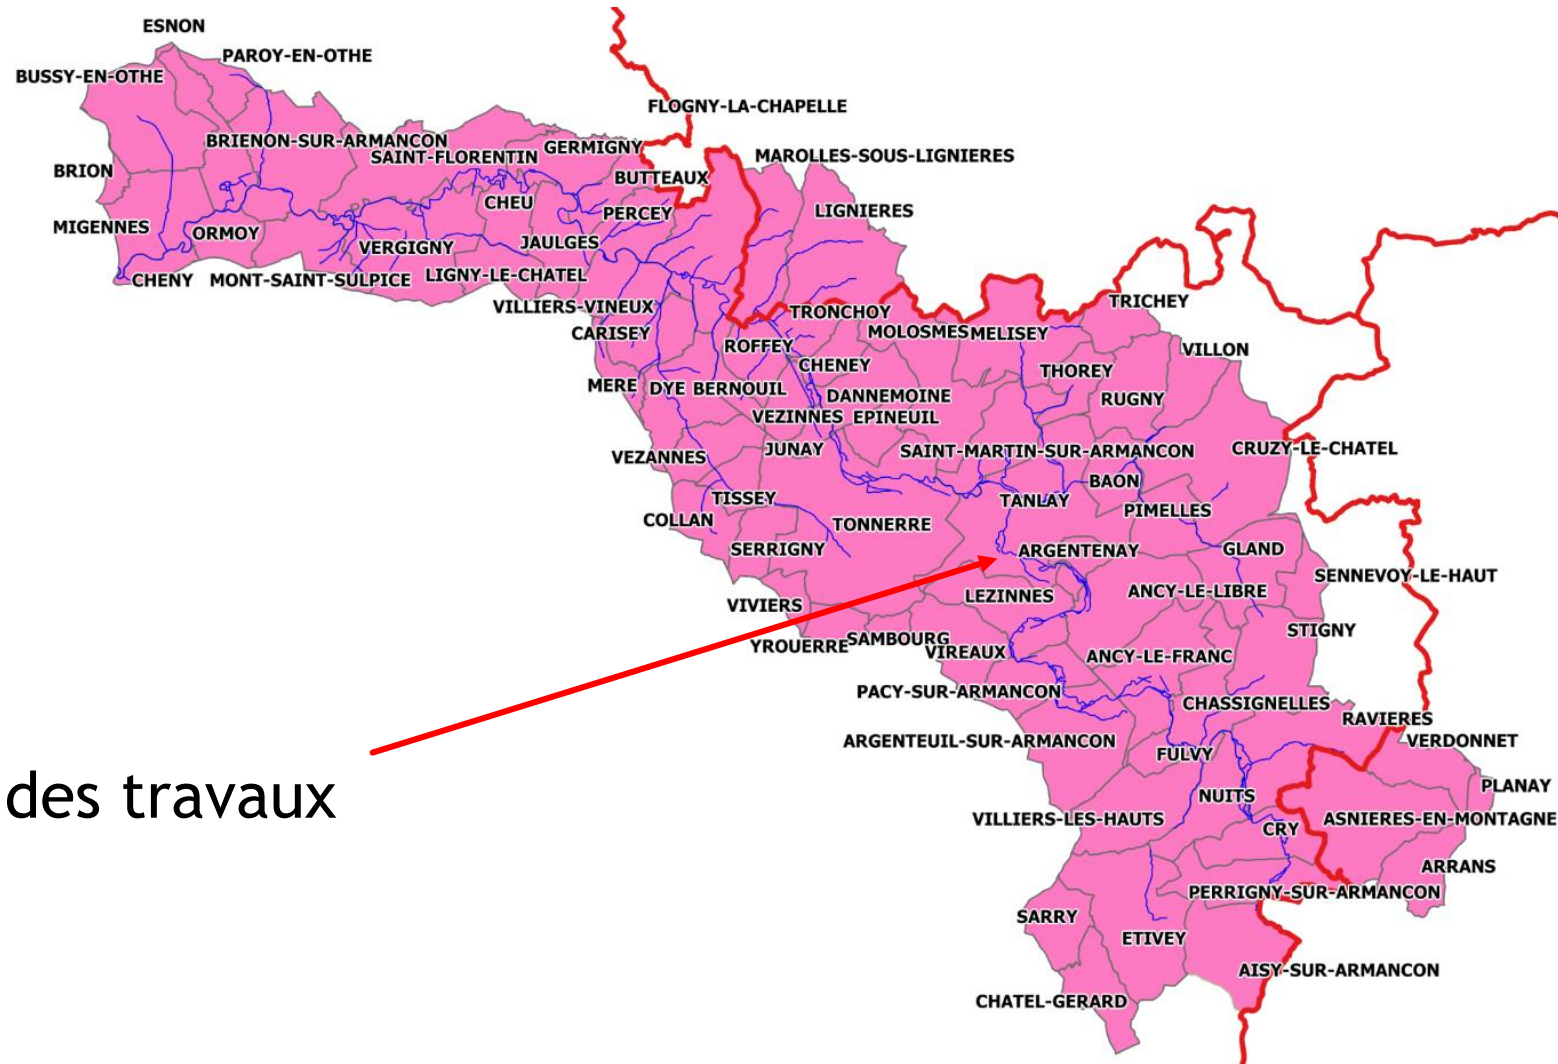 ESNON
PAROY-EN-OTHE
BUSSY-EN-OTHE
FLOGNY-LA-CHAPELLE
BRIENON-SUR-ARMANCON
GERMIGNY
SAINT-FLORENTIN
MAROLLES-SOUS-LIGNIERES
BRION
BUTTEAUX
CHEU
PERCEY
LIGNIERES
MIGENNES
ORMOY
VERGIGNY
JAULGES
CHENY
MONT-SAINT-SULPICE
LIGNY-LE-CHATEL
VILLIERS-VINEUX
TRICHEY
TRONCHOY
CARISEY
MOLOSMES
MELISEY
ROFFEY
VILLON
CHENEY
THOREY
MERE
DYE
BERNOUIL
DANNEMOINE
RUGNY
VEZINNES
EPINEUIL
VEZANNES
JUNAY
SAINT-MARTIN-SUR-ARMANCON
CRUZY-LE-CHATEL
BAON
TISSEY
TANLAY
PIMELLES
COLLAN
TONNERRE
SERRIGNY
ARGENTENAY
GLAND
SENNEVOY-LE-HAUT
LEZINNES
ANCY-LE-LIBRE
VIVIERS
STIGNY
YROUERRE
SAMBOURG
VIREAUX
ANCY-LE-FRANC
PACY-SUR-ARMANCON
CHASSIGNELLES
RAVIERES
ARGENTEUIL-SUR-ARMANCON
VERDONNET
FULVY
des travaux
PLANAY
NUITS
VILLIERS-LES-HAUTS
CRY
ASNIERES-EN-MONTAGNE
ARRANS
PERRIGNY-SUR-ARMANCON
SARRY
ETIVEY
AISY-SUR-ARMANCON
CHATEL-GERARD